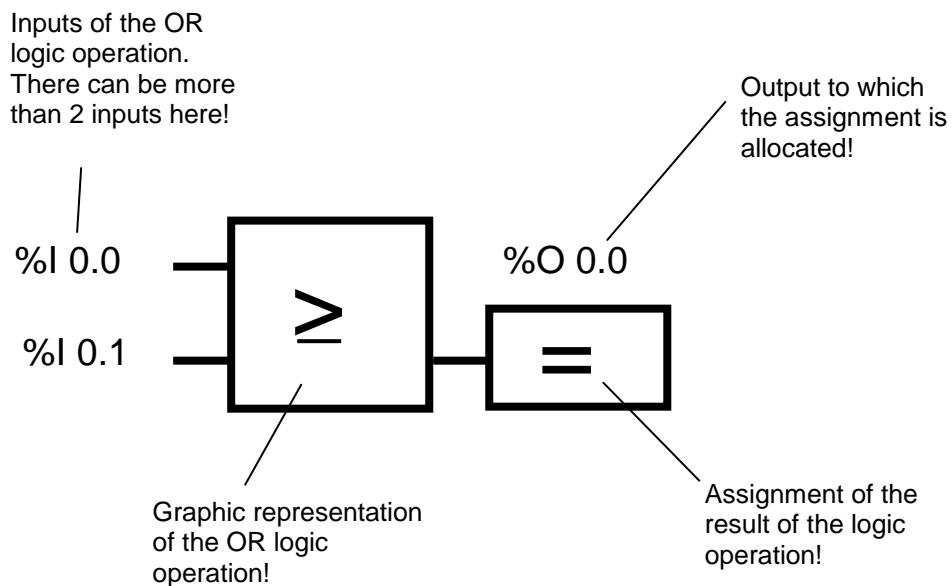 Inputs of the OR
logic operation.
There can be more
than 2 inputs here!
Output to which
the assignment is
allocated!
%I 0.0
%O 0.0
≥
%I 0.1
=
Graphic representation
of the OR logic
operation!
Assignment of the
result of the logic
operation!